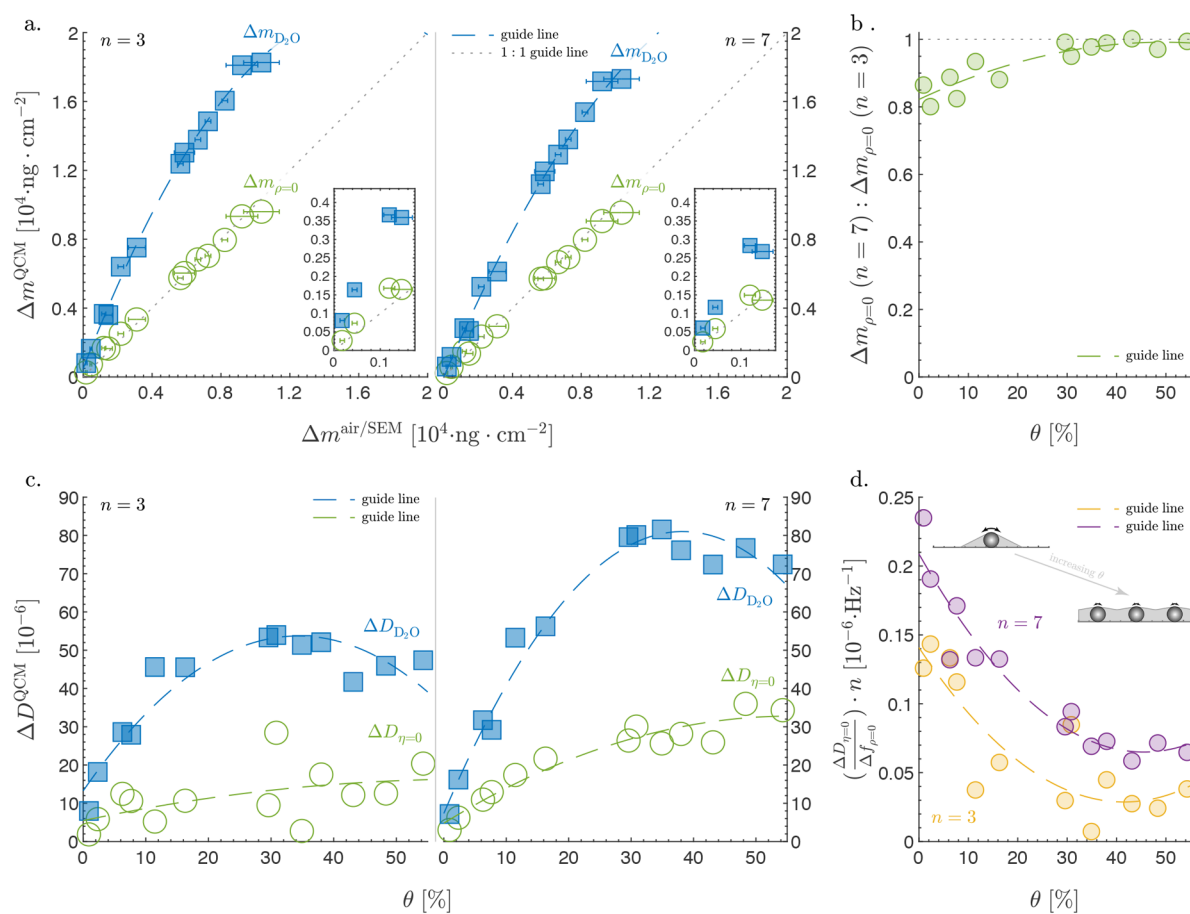 a.
n = 3
Δm_D₂O
guide line
1 : 1 guide line
Δm_D₂O
n = 7
2
1.6
1.2
0.8
0.4
0
Δm^QCM [10⁴·ng · cm⁻²]
Δm_ρ=0
Δm_ρ=0
0.4
0.35
0.3
0.25
0.2
0.15
0.1
0.05
0
0.1
0.4
0.35
0.3
0.25
0.2
0.15
0.1
0.05
0
0.1
2
1.6
1.2
0.8
0.4
0
0 0.4 0.8 1.2 1.6 2
0 0.4 0.8 1.2 1.6 2
Δm^air/SEM [10⁴·ng · cm⁻²]
b.
Δm_ρ=0 (n = 7) : Δm_ρ=0 (n = 3)
1
0.8
0.6
0.4
0.2
0
guide line
0 10 20 30 40 50
θ [%]
c.
n = 3
guide line
guide line
n = 7
90
80
70
60
50
40
30
20
10
0
ΔD^QCM [10⁻⁶]
ΔD_D₂O
ΔD_η=0
ΔD_D₂O
ΔD_η=0
90
80
70
60
50
40
30
20
10
0
0 10 20 30 40 50
0 10 20 30 40 50
θ [%]
d.
guide line
guide line
0.25
0.2
0.15
0.1
0.05
0
(ΔD_η=0/Δf_ρ=0) · n [10⁻⁶·Hz⁻¹]
increasing θ
n = 7
n = 3
0 10 20 30 40 50
θ [%]